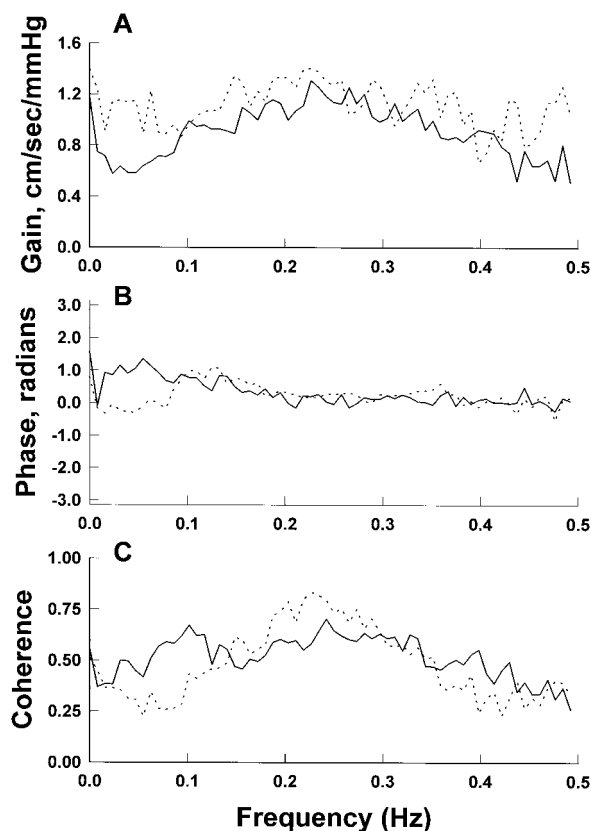 A
Gain, cm/sec/mmHg
1.6
1.2
0.8
0.4
0.0
0.0 0.1 0.2 0.3 0.4 0.5
B
Phase, radians
3.0
2.0
1.0
0.0
-1.0
-2.0
-3.0
0.0 0.1 0.2 0.3 0.4 0.5
C
Coherence
1.00
0.75
0.50
0.25
0.00
0.0 0.1 0.2 0.3 0.4 0.5
Frequency (Hz)